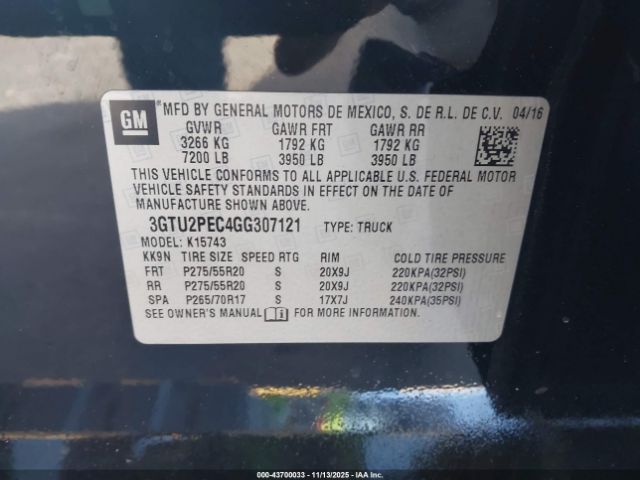 GM
MFD BY GENERAL MOTORS DE MEXICO, S. DE R.L. DE C.V. 04/16
GVWR GAWR FRT GAWR RR
3266 KG 1792 KG 1792 KG
7200 LB 3950 LB 3950 LB
THIS VEHICLE CONFORMS TO ALL APPLICABLE U.S. FEDERAL MOTOR
VEHICLE SAFETY STANDARDS IN EFFECT ON THE DATE OF
MANUFACTURE SHOWN ABOVE.
3GTU2PEC4GG307121 TYPE: TRUCK
MODEL: K15743
KK9N TIRE SIZE SPEED RTG RIM COLD TIRE PRESSURE
FRT P275/55R20 S 20X9J 220KPA(32PSI)
RR P275/55R20 S 20X9J 220KPA(32PSI)
SPA P265/70R17 S 17X7J 240KPA(35PSI)
SEE OWNER'S MANUAL FOR MORE INFORMATION.
000-43700033 - 11/13/2025 - IAAI.COM